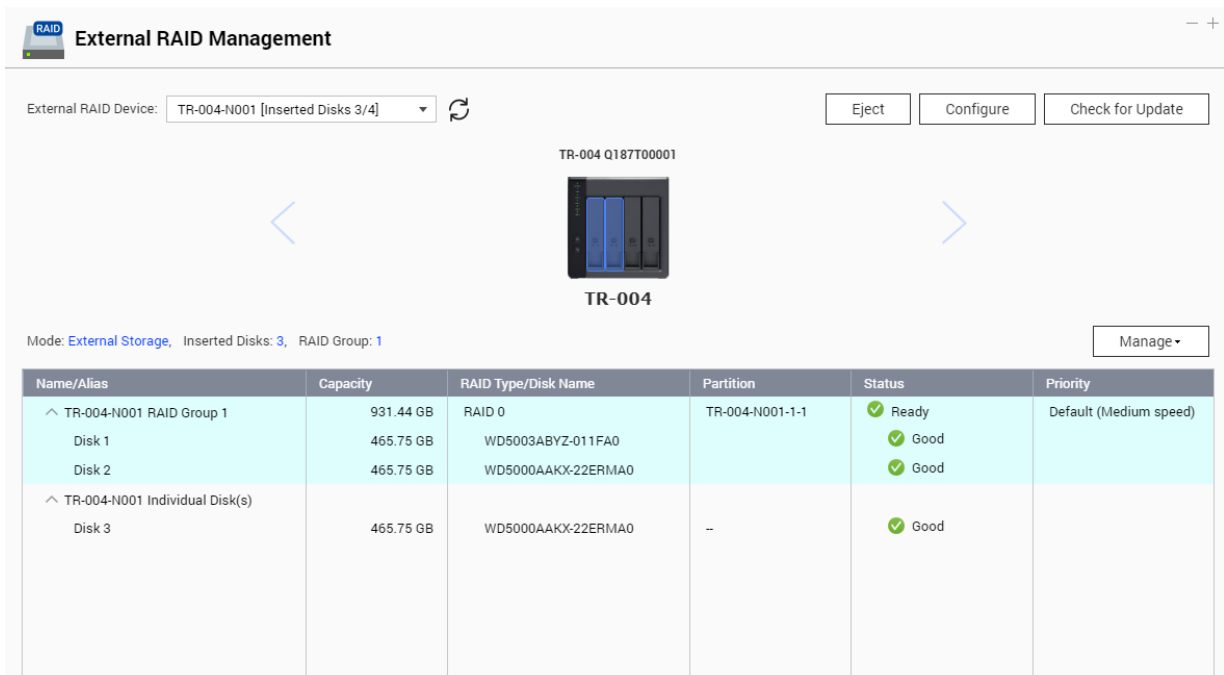 RAID
External RAID Management
External RAID Device: TR-004-N001 [Inserted Disks 3/4] Eject Configure Check for Update
TR-004 Q187T00001
TR-004
Mode: External Storage, Inserted Disks: 3, RAID Group: 1 Manage
Name/Alias Capacity RAID Type/Disk Name Partition Status Priority
TR-004-N001 RAID Group 1 931.44 GB RAID 0 TR-004-N001-1-1 Ready Default (Medium speed)
Disk 1 465.75 GB WD5003ABYZ-011FA0 Good
Disk 2 465.75 GB WD5000AAKX-22ERMA0 Good
TR-004-N001 Individual Disk(s)
Disk 3 465.75 GB WD5000AAKX-22ERMA0 -- Good